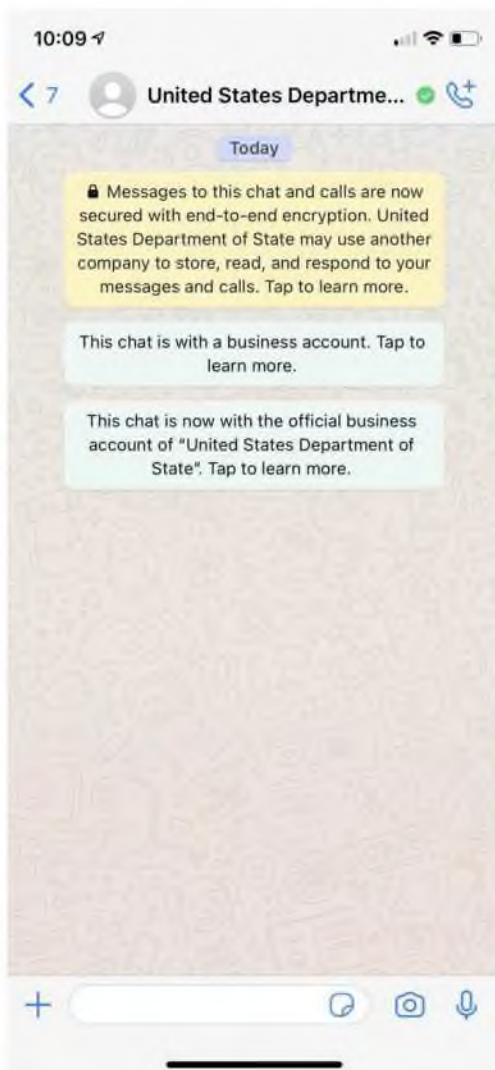 10:09
7
United States Departme...
Today
Messages to this chat and calls are now
secured with end-to-end encryption. United
States Department of State may use another
company to store, read, and respond to your
messages and calls. Tap to learn more.
This chat is with a business account. Tap to
learn more.
This chat is now with the official business
account of "United States Department of
State". Tap to learn more.